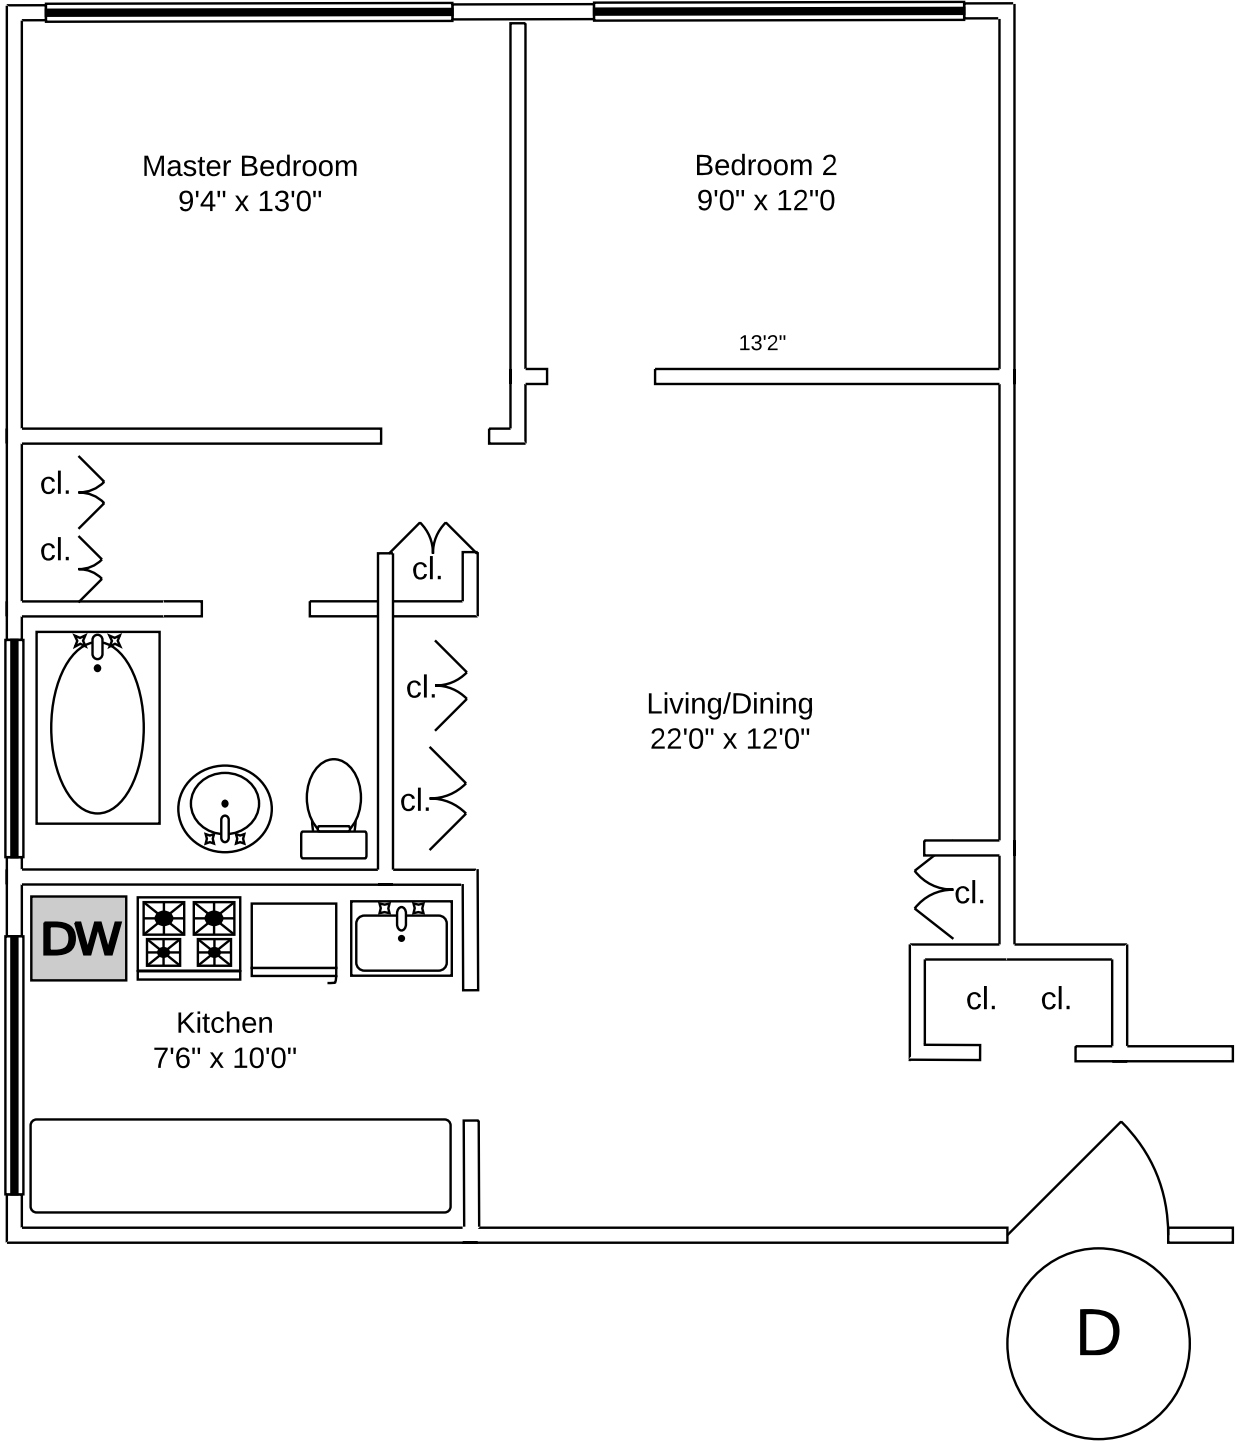 Master Bedroom
9'4" x 13'0"
Bedroom 2
9'0" x 12"0
13'2"
cl.
cl.
cl.
cl.
cl.
Living/Dining
22'0" x 12'0"
cl.
DW
cl. cl.
Kitchen
7'6" x 10'0"
D